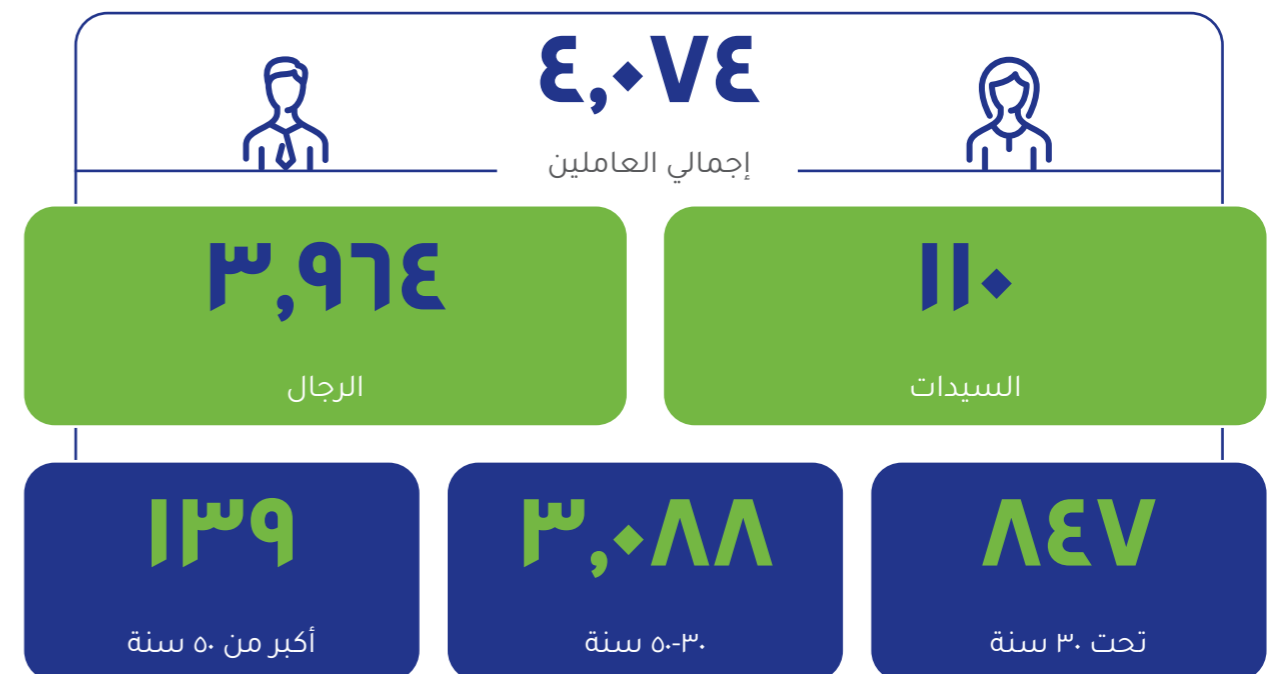 ٤,٠٧٤
إجمالي العاملين
١١٠
السيدات
٣,٩٦٤
الرجال
٨٤٧
تحت ٣٠ سنة
٣,٠٨٨
٣٠-٥٠ سنة
١٣٩
أكبر من ٥٠ سنة